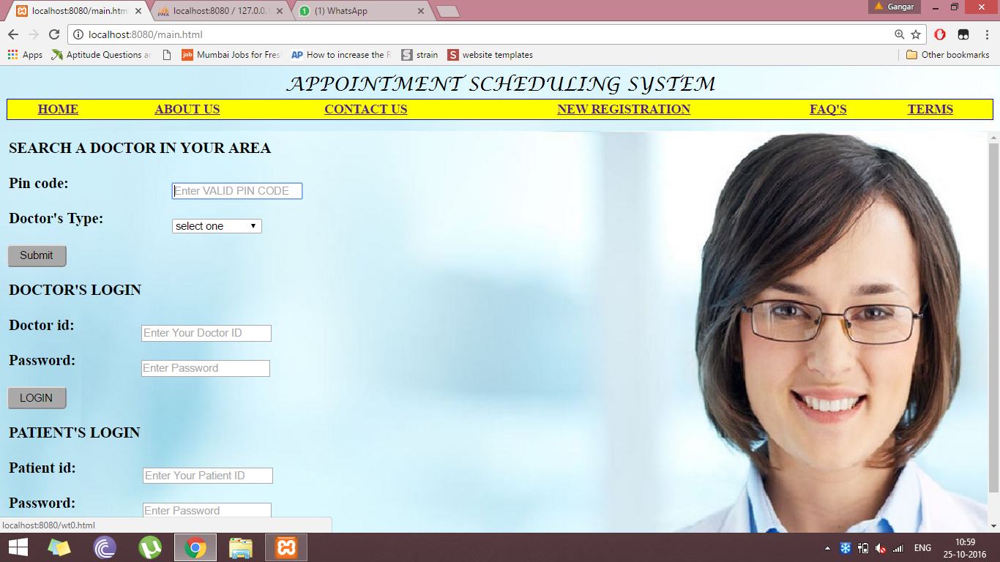 localhost:8080/main.htm
localhost:8080 / 127.0.0.1
(1) WhatsApp
Gangar
localhost:8080/main.html
Apps
Aptitude Questions
Mumbai Jobs for Fres
AP How to increase the R
S strain
S website templates
Other bookmarks
APPOINTMENT SCHEDULING SYSTEM
HOME ABOUT US CONTACT US NEW REGISTRATION FAQ'S TERMS
SEARCH A DOCTOR IN YOUR AREA
Pin code: Enter VALID PIN CODE
Doctor's Type: select one
Submit
DOCTOR'S LOGIN
Doctor id: Enter Your Doctor ID
Password: Enter Password
LOGIN
PATIENT'S LOGIN
Patient id: Enter Your Patient ID
Password: Enter Password
localhost:8080/wt0.html
ENG
10:59
25-10-2016